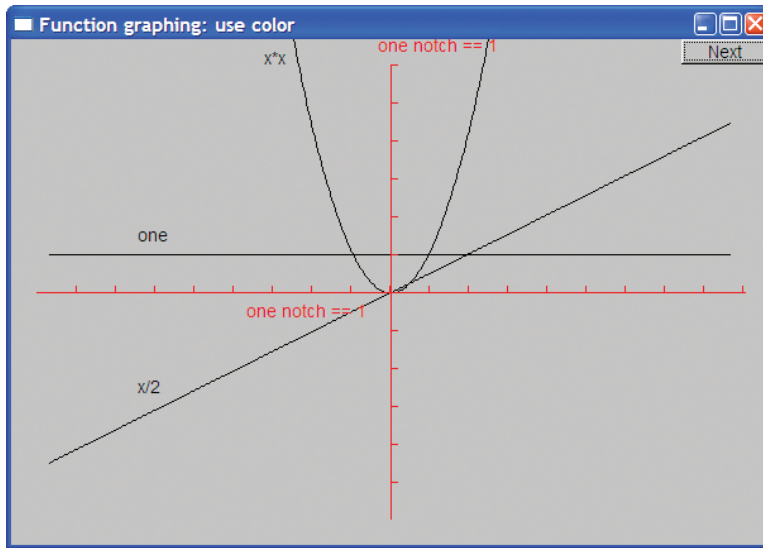 Function graphing: use color
one notch == 1
Next
x*x
one
one notch == 1
x/2